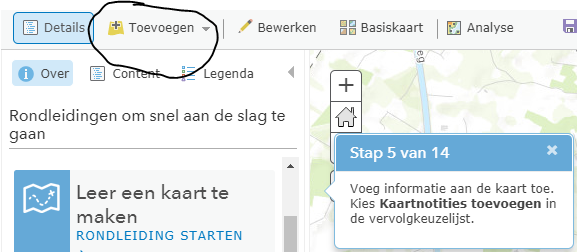 Details Toevoegen Bewerken Basiskaart Analyse
Over Content Legenda
Rondleidingen om snel aan de slag te
gaan
Leer een kaart te
maken
RONDLEIDING STARTEN
Stap 5 van 14
Voeg informatie aan de kaart toe.
Kies Kaartnotities toevoegen in
de vervolgkeuzelijst.